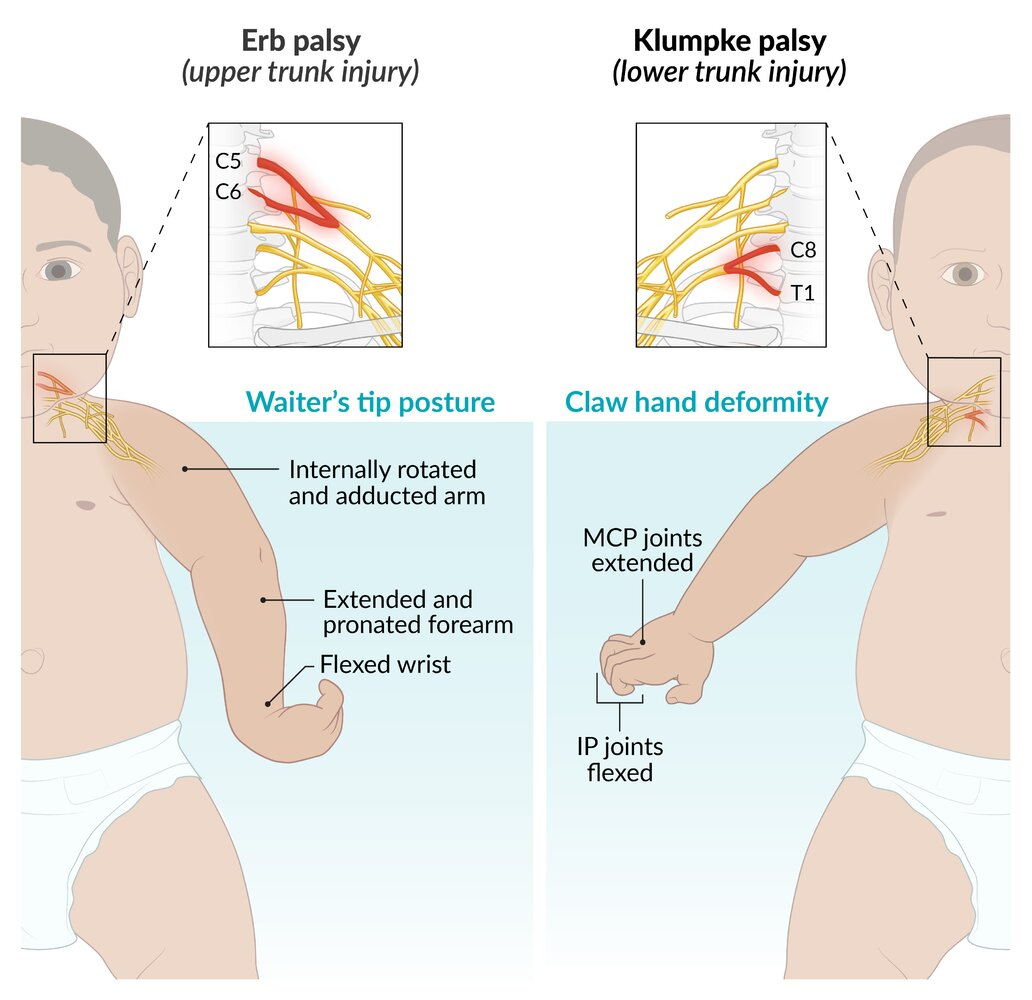 Erb palsy
(upper trunk injury)
C5
C6
Waiter's tip posture
Internally rotated
and adducted arm
Extended and
pronated forearm
Flexed wrist
Klumpke palsy
(lower trunk injury)
C8
T1
Claw hand deformity
MCP joints
extended
IP joints
flexed